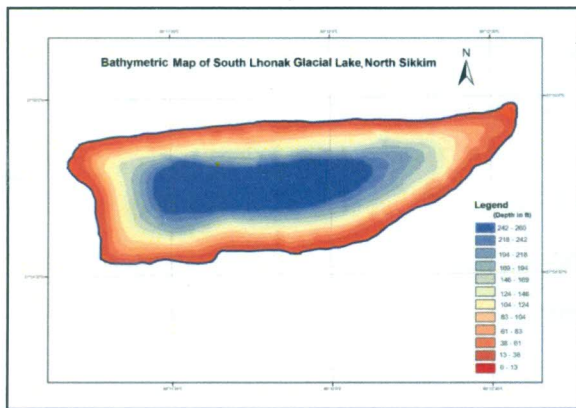 Bathymetric Map of South Lhonak Glacial Lake, North Sikkim
N
Legend
(Depth in ft)
242 - 260
218 - 242
194 - 218
169 - 194
146 - 169
124 - 146
104 - 124
83 - 104
61 - 83
38 - 61
13 - 38
0 - 13